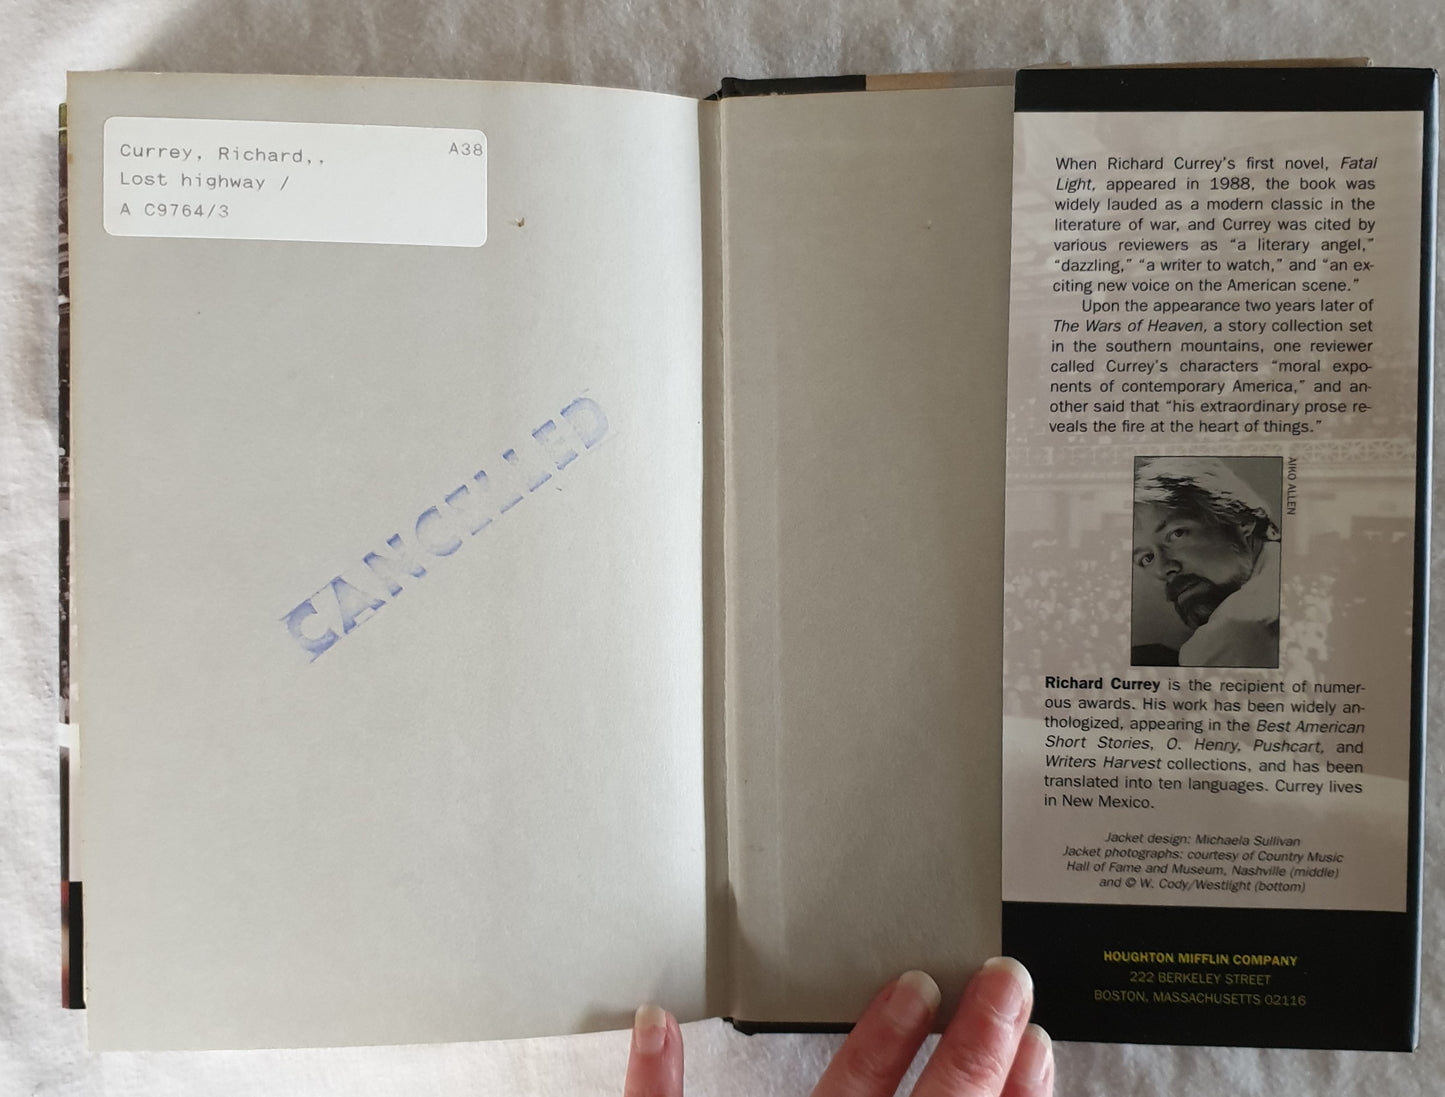 Currey, Richard,,
A38
Lost highway /
A C9764/3
CANCELLED
When Richard Currey's first novel, Fatal
Light, appeared in 1988, the book was
widely lauded as a modern classic in the
literature of war, and Currey was cited by
various reviewers as “a literary angel,”
“dazzling,” “a writer to watch,” and “an ex-
citing new voice on the American scene.”
Upon the appearance two years later of
The Wars of Heaven, a story collection set
in the southern mountains, one reviewer
called Currey's characters “moral expo-
nents of contemporary America,” and an-
other said that “his extraordinary prose re-
veals the fire at the heart of things.”
AIKO ALLEN
Richard Currey is the recipient of numer-
ous awards. His work has been widely an-
thologized, appearing in the Best American
Short Stories, O. Henry, Pushcart, and
Writers Harvest collections, and has been
translated into ten languages. Currey lives
in New Mexico.
Jacket design: Michaela Sullivan
Jacket photographs: courtesy of Country Music
Hall of Fame and Museum, Nashville (middle)
and © W. Cody/Westlight (bottom)
HOUGHTON MIFFLIN COMPANY
222 BERKELEY STREET
BOSTON, MASSACHUSETTS 02116